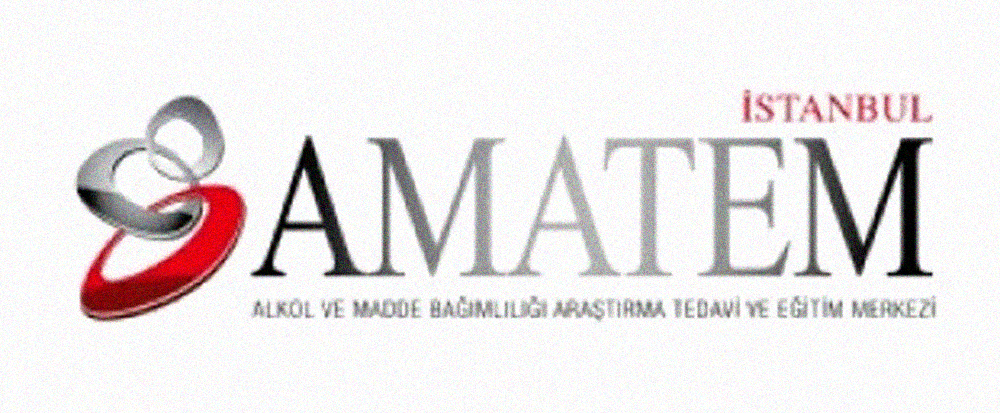 İSTANBUL
AMATEM
ALKOL VE MADDE BAĞIMLILIĞI ARAŞTIRMA TEDAVİ VE EĞİTİM MERKEZİ